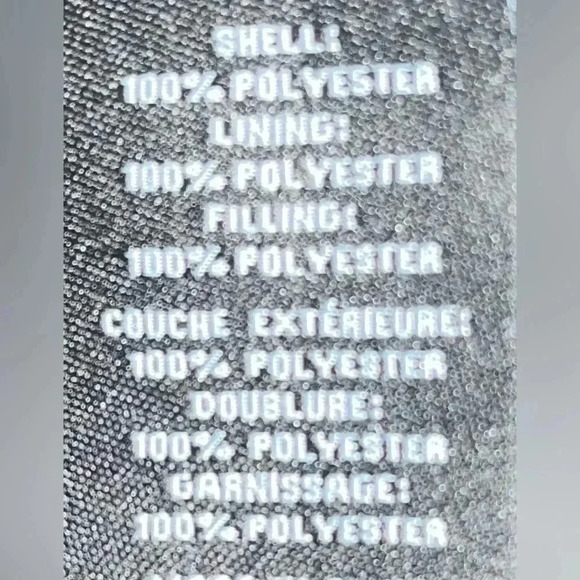 SHELL:
100% POLYESTER
LINING:
100% POLYESTER
FILLING:
100% POLYESTER
COUCHE EXTÉRIEURE:
100% POLYESTER
DOUBLURE:
100% POLYESTER
GARNISSAGE:
100% POLYESTER